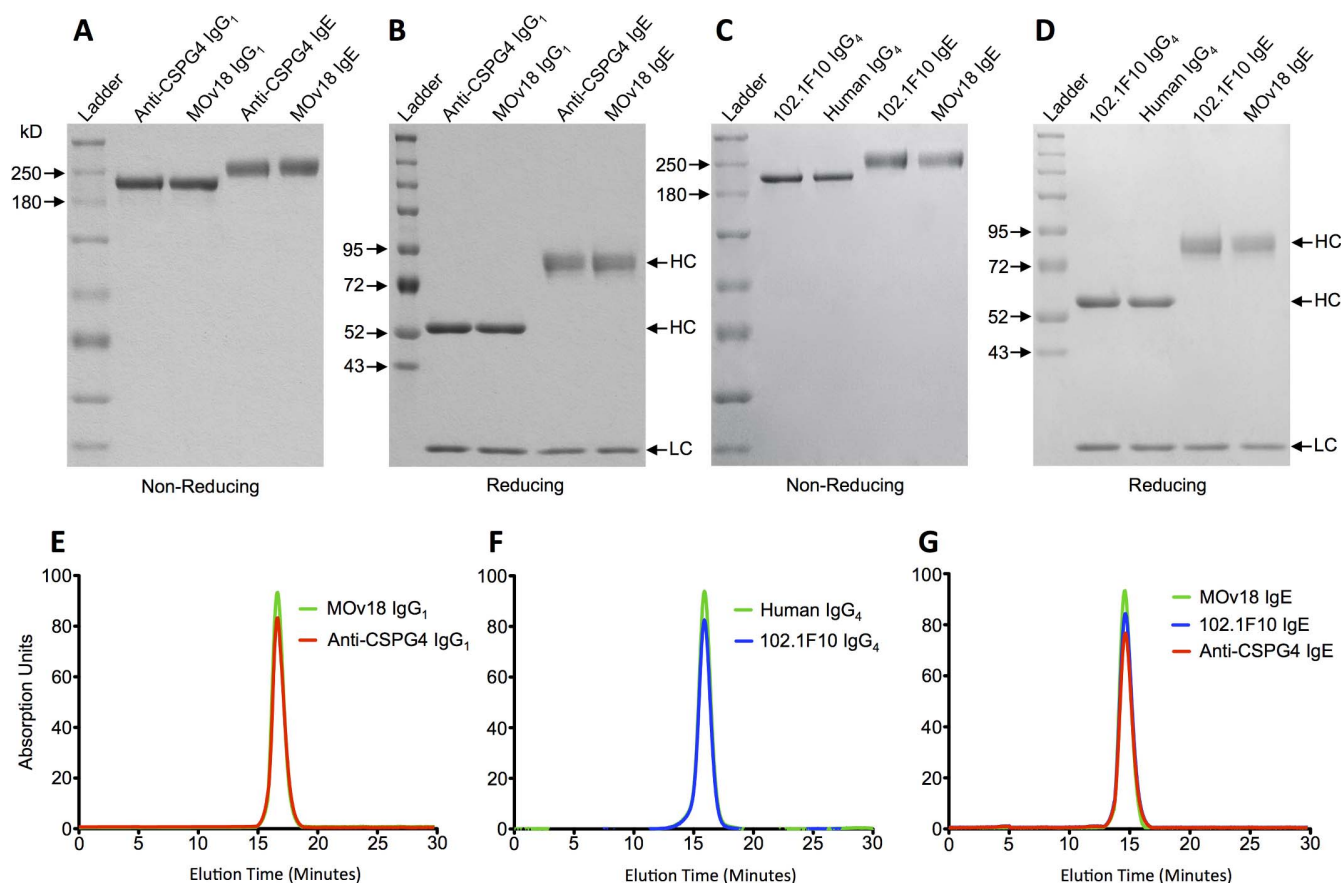 A
Ladder
Anti-CSPG4 IgG₁
MOv18 IgG₁
Anti-CSPG4 IgE
MOv18 IgE
kD
250
180
Non-Reducing
B
Ladder
Anti-CSPG4 IgG₁
MOv18 IgG₁
Anti-CSPG4 IgE
MOv18 IgE
95
72
52
43
HC
HC
LC
Reducing
C
Ladder
102.1F10 IgG₄
Human IgG₄
102.1F10 IgE
MOv18 IgE
250
180
Non-Reducing
D
Ladder
102.1F10 IgG₄
Human IgG₄
102.1F10 IgE
MOv18 IgE
95
72
52
43
HC
HC
LC
Reducing
E
Absorption Units
100
80
60
40
20
0
MOv18 IgG₁
Anti-CSPG4 IgG₁
0 5 10 15 20 25 30
Elution Time (Minutes)
F
100
80
60
40
20
0
Human IgG₄
102.1F10 IgG₄
0 5 10 15 20 25 30
Elution Time (Minutes)
G
100
80
60
40
20
0
MOv18 IgE
102.1F10 IgE
Anti-CSPG4 IgE
0 5 10 15 20 25 30
Elution Time (Minutes)